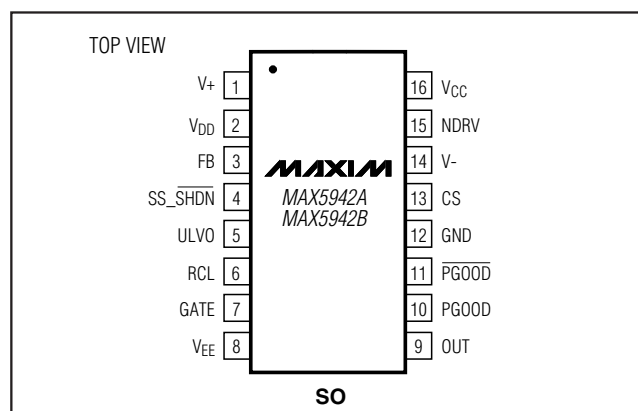 TOP VIEW
V+ 1
VDD 2
FB 3
SS_SHDN 4
ULVO 5
RCL 6
GATE 7
VEE 8
MAXIM
MAX5942A
MAX5942B
16 VCC
15 NDRV
14 V-
13 CS
12 GND
11 PGOOD
10 PGOOD
9 OUT
SO